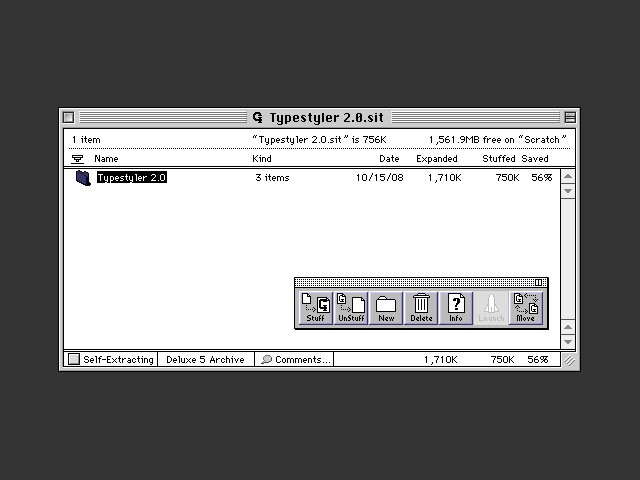 Typestyler 2.0.sit
1 item “Typestyler 2.0.sit” is 756K 1,561.9MB free on “Scratch”
Name Kind Date Expanded Stuffed Saved
Typestyler 2.0 3 items 10/15/08 1,710K 750K 56%
Stuff UnStuff New Delete Info Launch Move
Self-Extracting Deluxe 5 Archive Comments... 1,710K 750K 56%